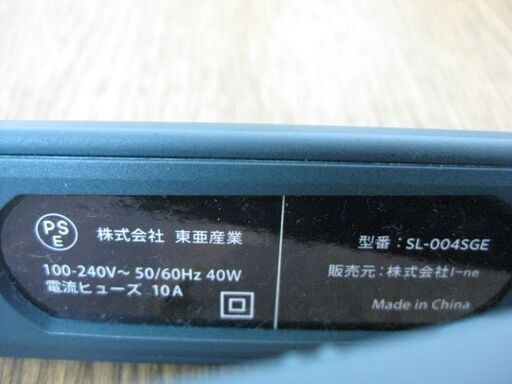 PS
E
株式会社 東亜産業
100-240V～ 50/60Hz 40W
電流ヒューズ 10A
型番：SL-004SGE
販売元：株式会社I-ne
Made in China